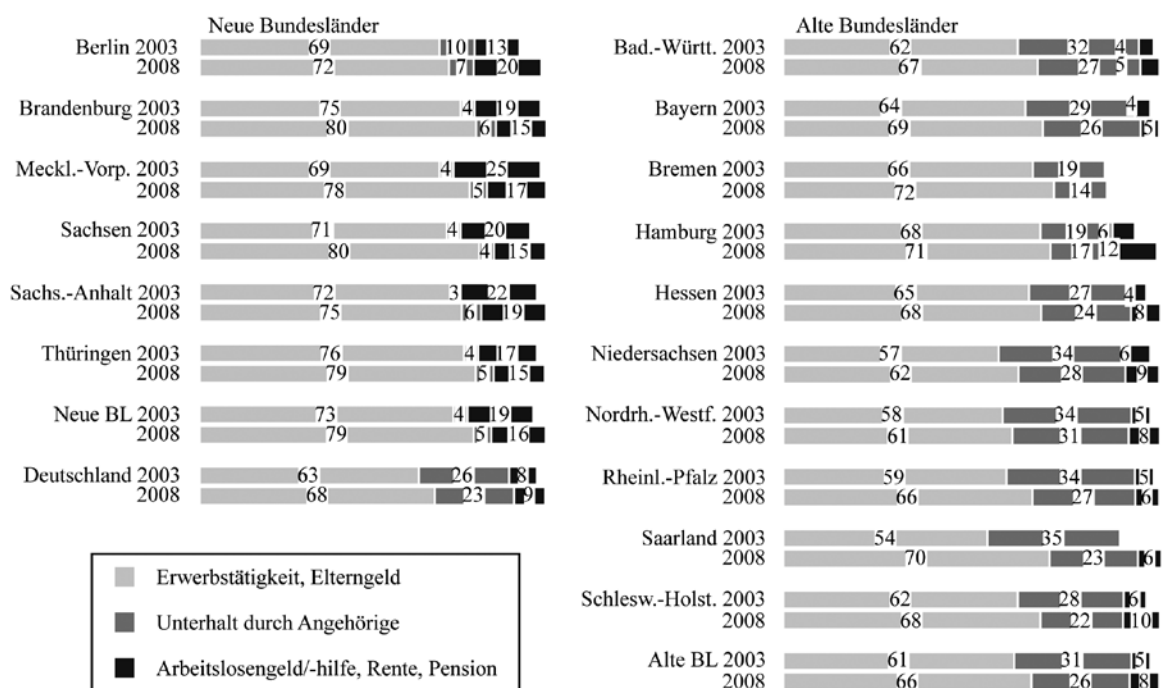 Neue Bundesländer
Berlin 2003 69 10 13
2008 72 7 20
Brandenburg 2003 75 4 19
2008 80 6 15
Meckl.-Vorp. 2003 69 4 25
2008 78 5 17
Sachsen 2003 71 4 20
2008 80 4 15
Sachs.-Anhalt 2003 72 3 22
2008 75 6 19
Thüringen 2003 76 4 17
2008 79 5 15
Neue BL 2003 73 4 19
2008 79 5 16
Deutschland 2003 63 26 8
2008 68 23 9
Erwerbstätigkeit, Elterngeld
Unterhalt durch Angehörige
Arbeitslosengeld/-hilfe, Rente, Pension
Alte Bundesländer
Bad.-Württ. 2003 62 32 4
2008 67 27 5
Bayern 2003 64 29 4
2008 69 26 5
Bremen 2003 66 19
2008 72 14
Hamburg 2003 68 19 6
2008 71 17 12
Hessen 2003 65 27 4
2008 68 24 8
Niedersachsen 2003 57 34 6
2008 62 28 9
Nordrh.-Westf. 2003 58 34 5
2008 61 31 8
Rheinl.-Pfalz 2003 59 34 5
2008 66 27 6
Saarland 2003 54 35
2008 70 23 6
Schlesw.-Holst. 2003 62 28 6
2008 68 22 10
Alte BL 2003 61 31 5
2008 66 26 8